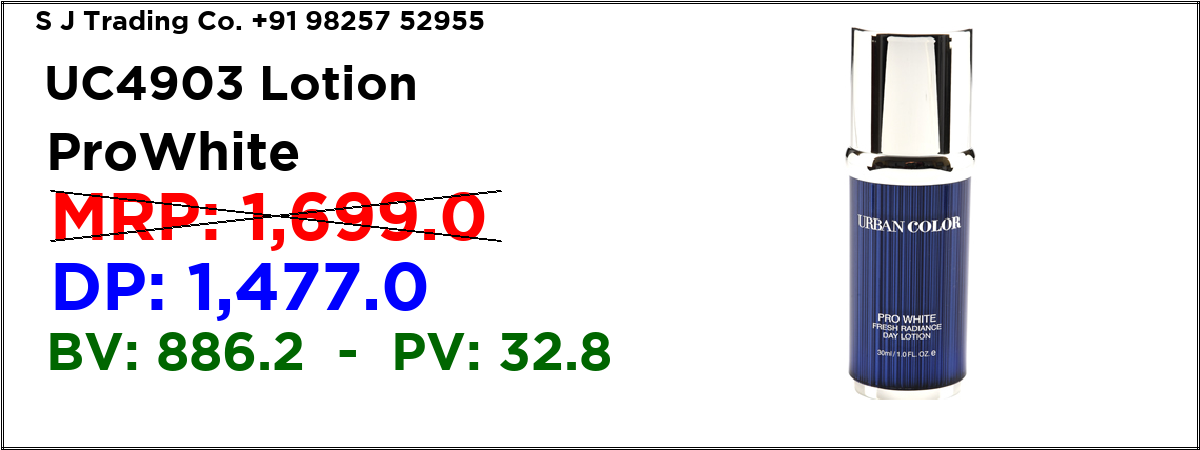 S J Trading Co. +91 98257 52955
UC4903 Lotion
ProWhite
MRP: 1,699.0
DP: 1,477.0
BV: 886.2 - PV: 32.8
URBAN COLOR
PRO WHITE
FRESH RADIANCE
DAY LOTION
30ml/1.0 FL. OZ. e